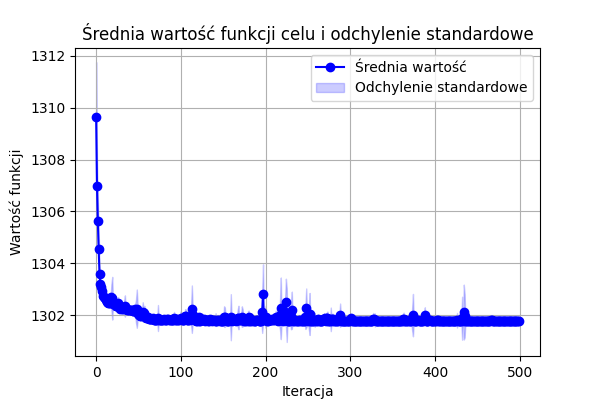 Średnia wartość funkcji celu i odchylenie standardowe
1312
1310
1308
1306
1304
1302
Wartość funkcji
Średnia wartość
Odchylenie standardowe
0 100 200 300 400 500
Iteracja